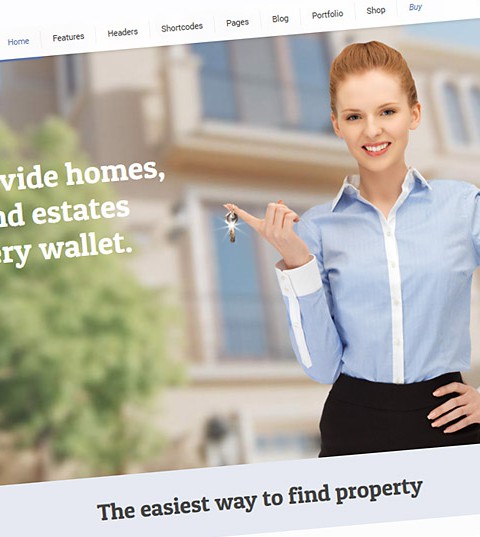 Home Features Headers Shortcodes Pages Blog Portfolio Shop Buy
vide homes,
nd estates
ery wallet.
The easiest way to find property